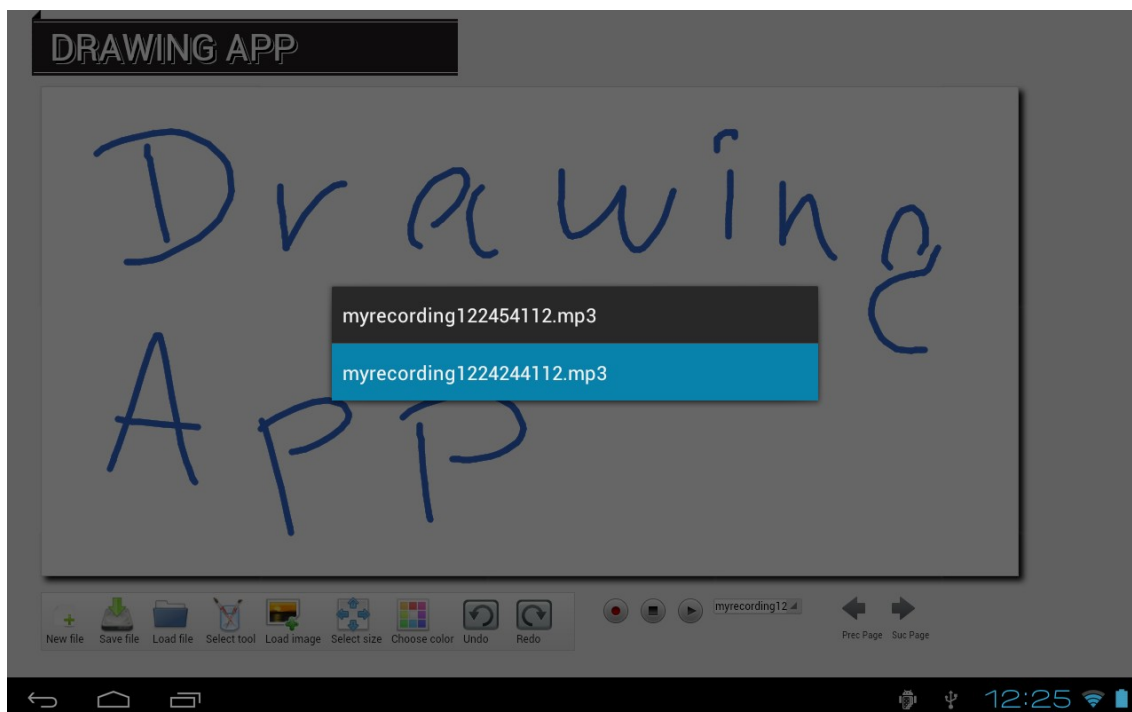 DRAWING APP
Drawing
App
myrecording122454112.mp3
myrecording1224244112.mp3
New file Save file Load file Select tool Load image Select size Choose color Undo Redo
myrecording12
Prec Page Suc Page
12:25